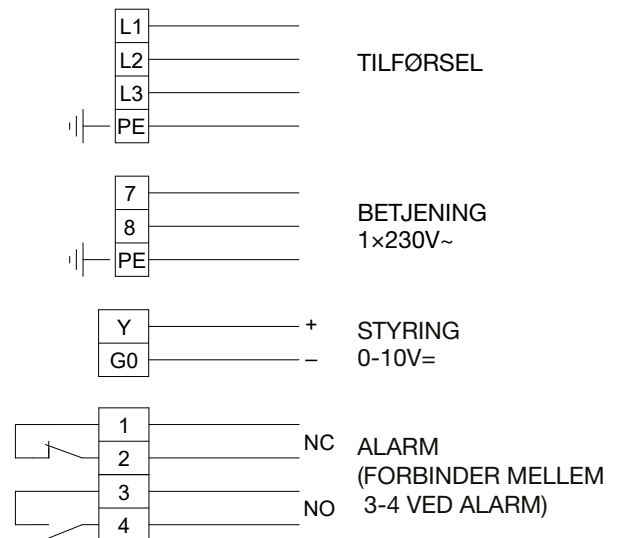 L1
L2
L3
PE
TILFØRSEL
7
8
PE
BETJENING
1×230V~
Y
G0
+
–
STYRING
0-10V=
1
2
3
4
NC
NO
ALARM
(FORBINDER MELLEM
3-4 VED ALARM)